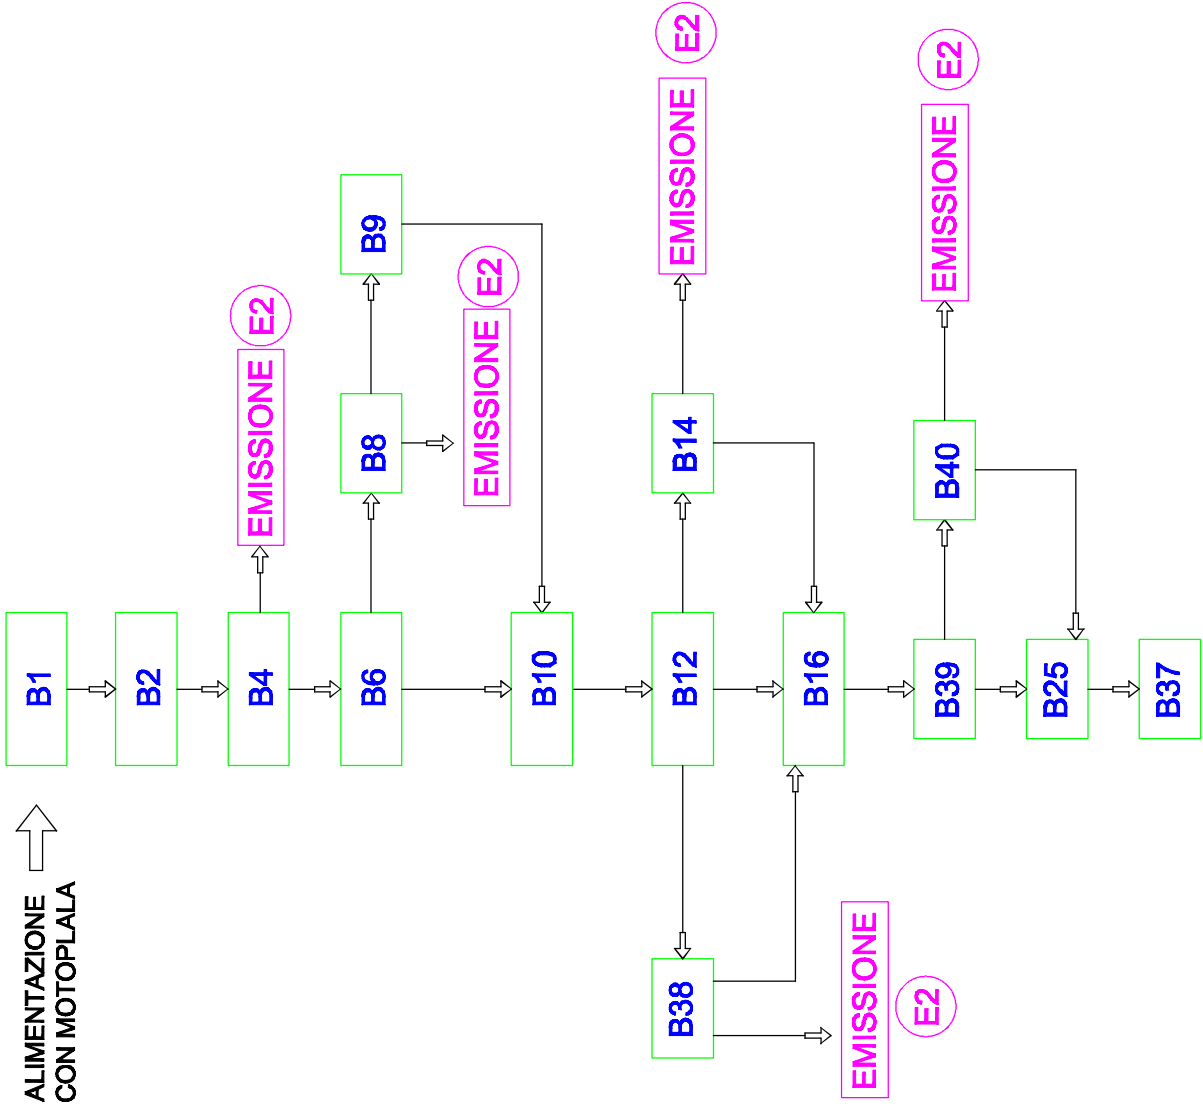 ALIMENTAZIONE
CON MOTOPLALA
B1
B2
B4
EMISSIONE
E2
B6
B8
B9
EMISSIONE
E2
B10
B12
B14
EMISSIONE
E2
B38
EMISSIONE
E2
B16
B39
B40
EMISSIONE
E2
B25
B37